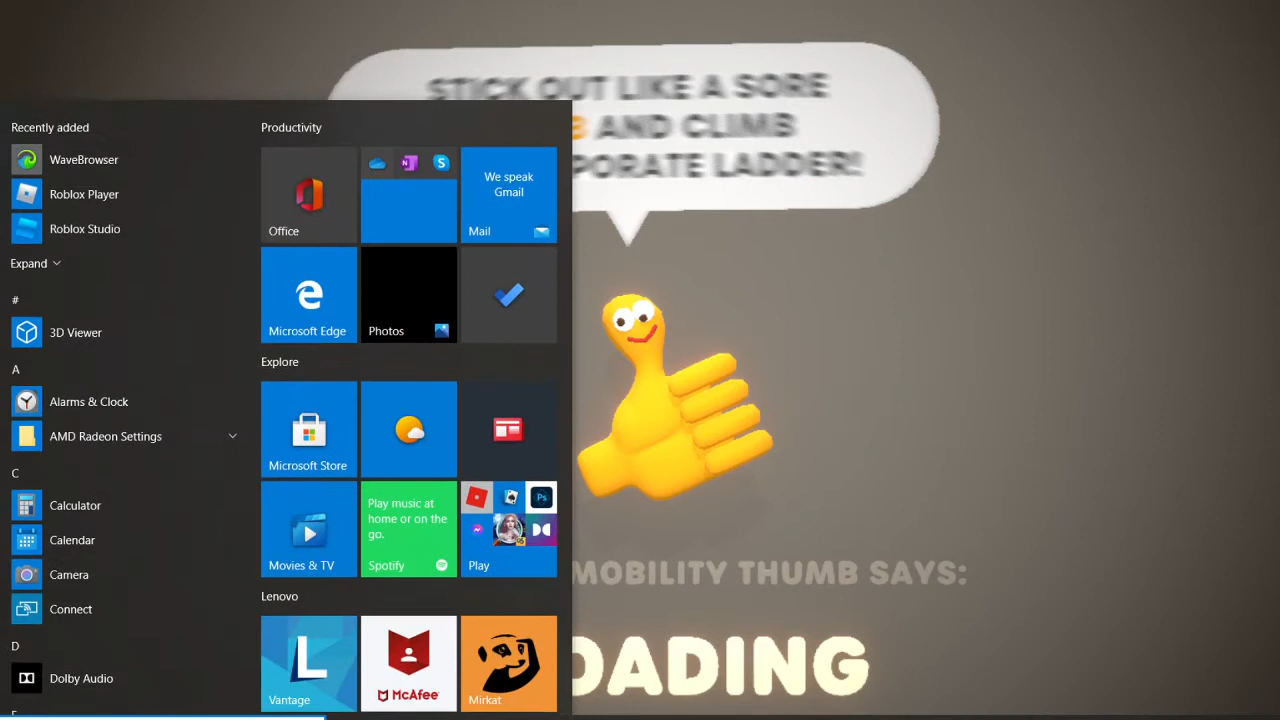 STICK OUT LIKE A SORE
AND CLIMB
PORATE LADDER!
Recently added
WaveBrowser
Roblox Player
Roblox Studio
Expand
#
3D Viewer
A
Alarms & Clock
AMD Radeon Settings
C
Calculator
Calendar
Camera
Connect
D
Dolby Audio
Productivity
Office
We speak
Gmail
Mail
Microsoft Edge
Photos
Explore
Microsoft Store
Movies & TV
Play music at
home or on the
go.
Spotify
Ps
Play
Lenovo
L
Vantage
McAfee
Mirkat
MOBILITY THUMB SAYS:
OADING